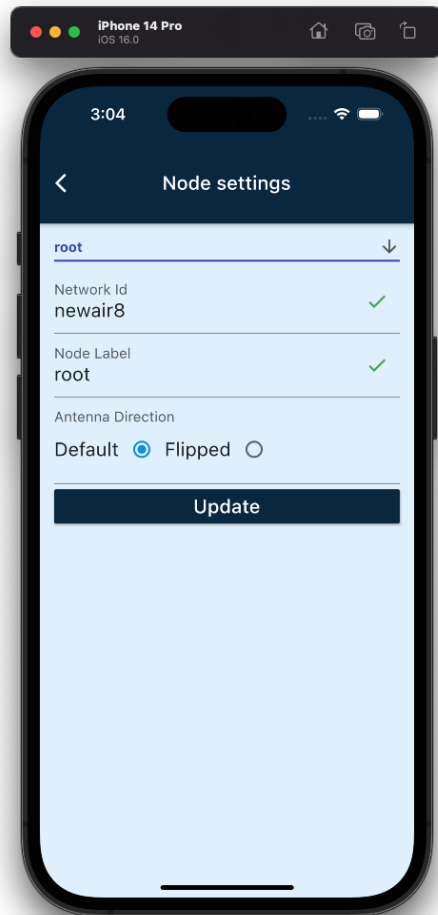 iPhone 14 Pro
iOS 16.0
3:04
Node settings
root
Network Id
newair8
Node Label
root
Antenna Direction
Default Flipped
Update